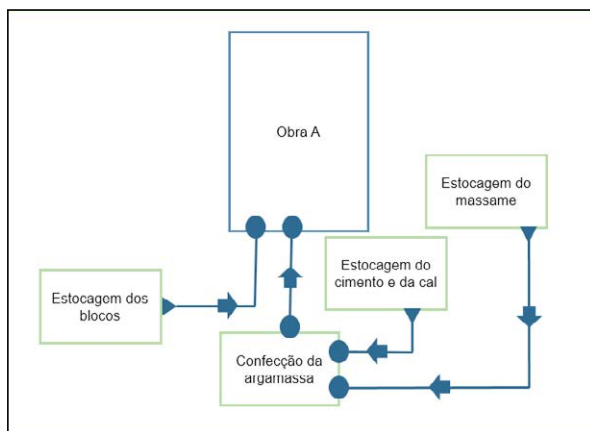 Obra A
Estocagem do
massame
Estocagem do
cimento e da cal
Estocagem dos
blocos
Confecção da
argamassa